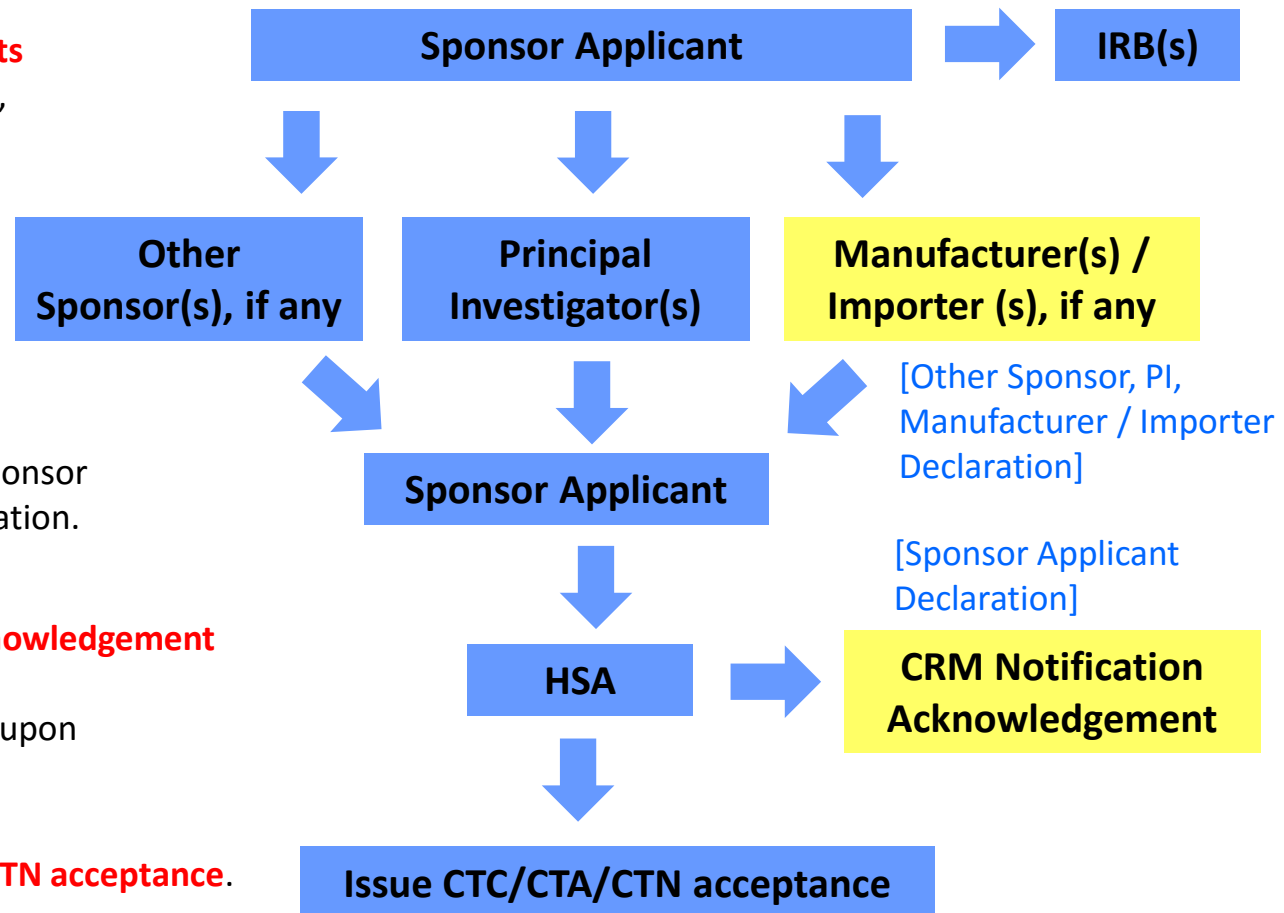 ts
,
onsor
ation.
nowledgement
upon
TN acceptance.
Sponsor Applicant
IRB(s)
Other
Sponsor(s), if any
Principal
Investigator(s)
Manufacturer(s) /
Importer (s), if any
[Other Sponsor, PI,
Manufacturer / Importer
Declaration]
Sponsor Applicant
[Sponsor Applicant
Declaration]
HSA
CRM Notification
Acknowledgement
Issue CTC/CTA/CTN acceptance